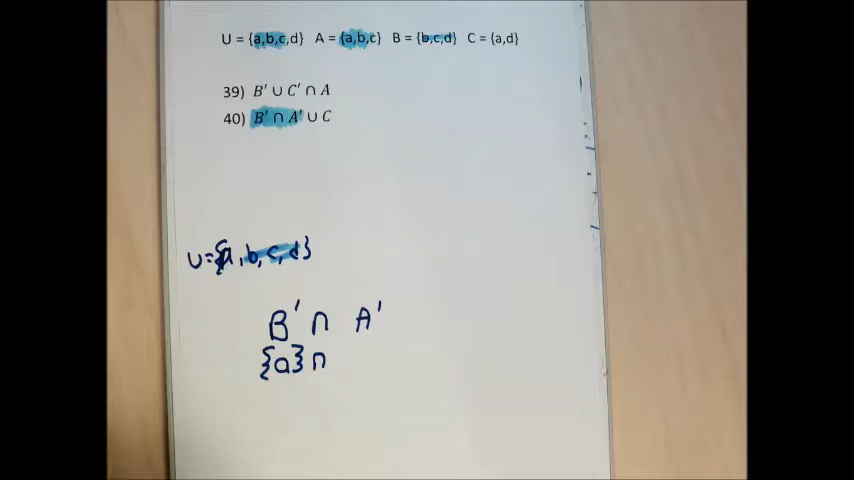 U = {a,b,c,d} A = {a,b,c} B = {b,c,d} C = {a,d}
39) B′ ∪ C′ ∩ A
40) B′ ∩ A′ ∪ C
U={a,b,c,d}
B′ ∩ A′
{a} ∩